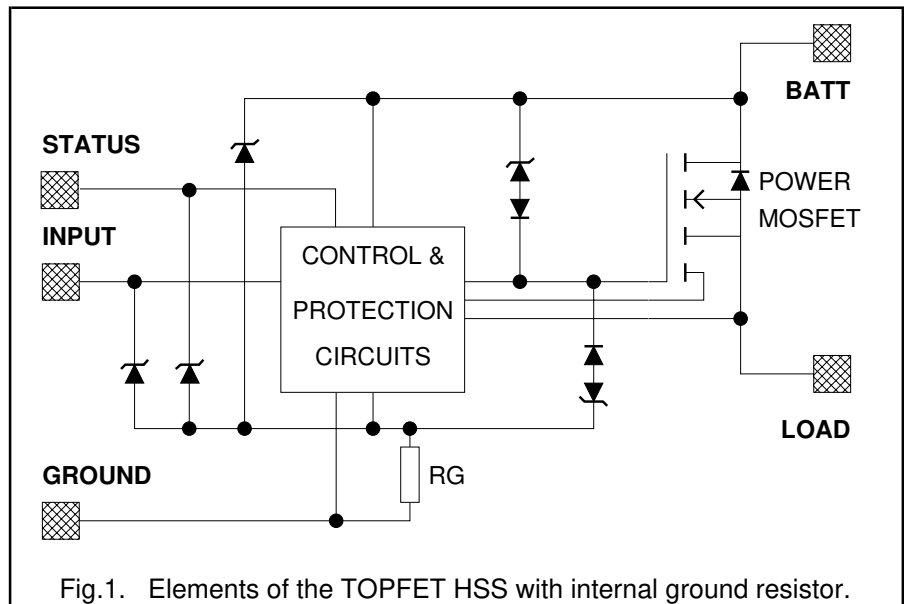 BATT
STATUS
POWER
MOSFET
INPUT
CONTROL &
PROTECTION
CIRCUITS
LOAD
RG
GROUND
Fig.1. Elements of the TOPFET HSS with internal ground resistor.